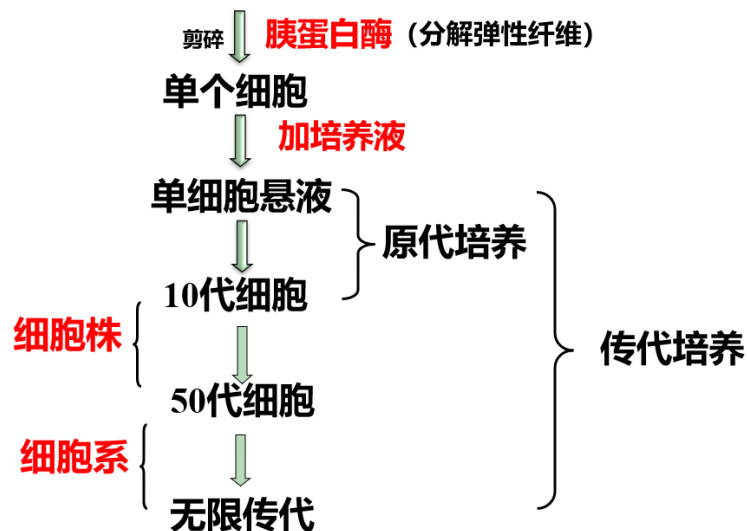 剪碎 胰蛋白酶（分解弹性纤维）
单个细胞
加培养液
单细胞悬液
原代培养
10代细胞
细胞株
传代培养
50代细胞
细胞系
无限传代